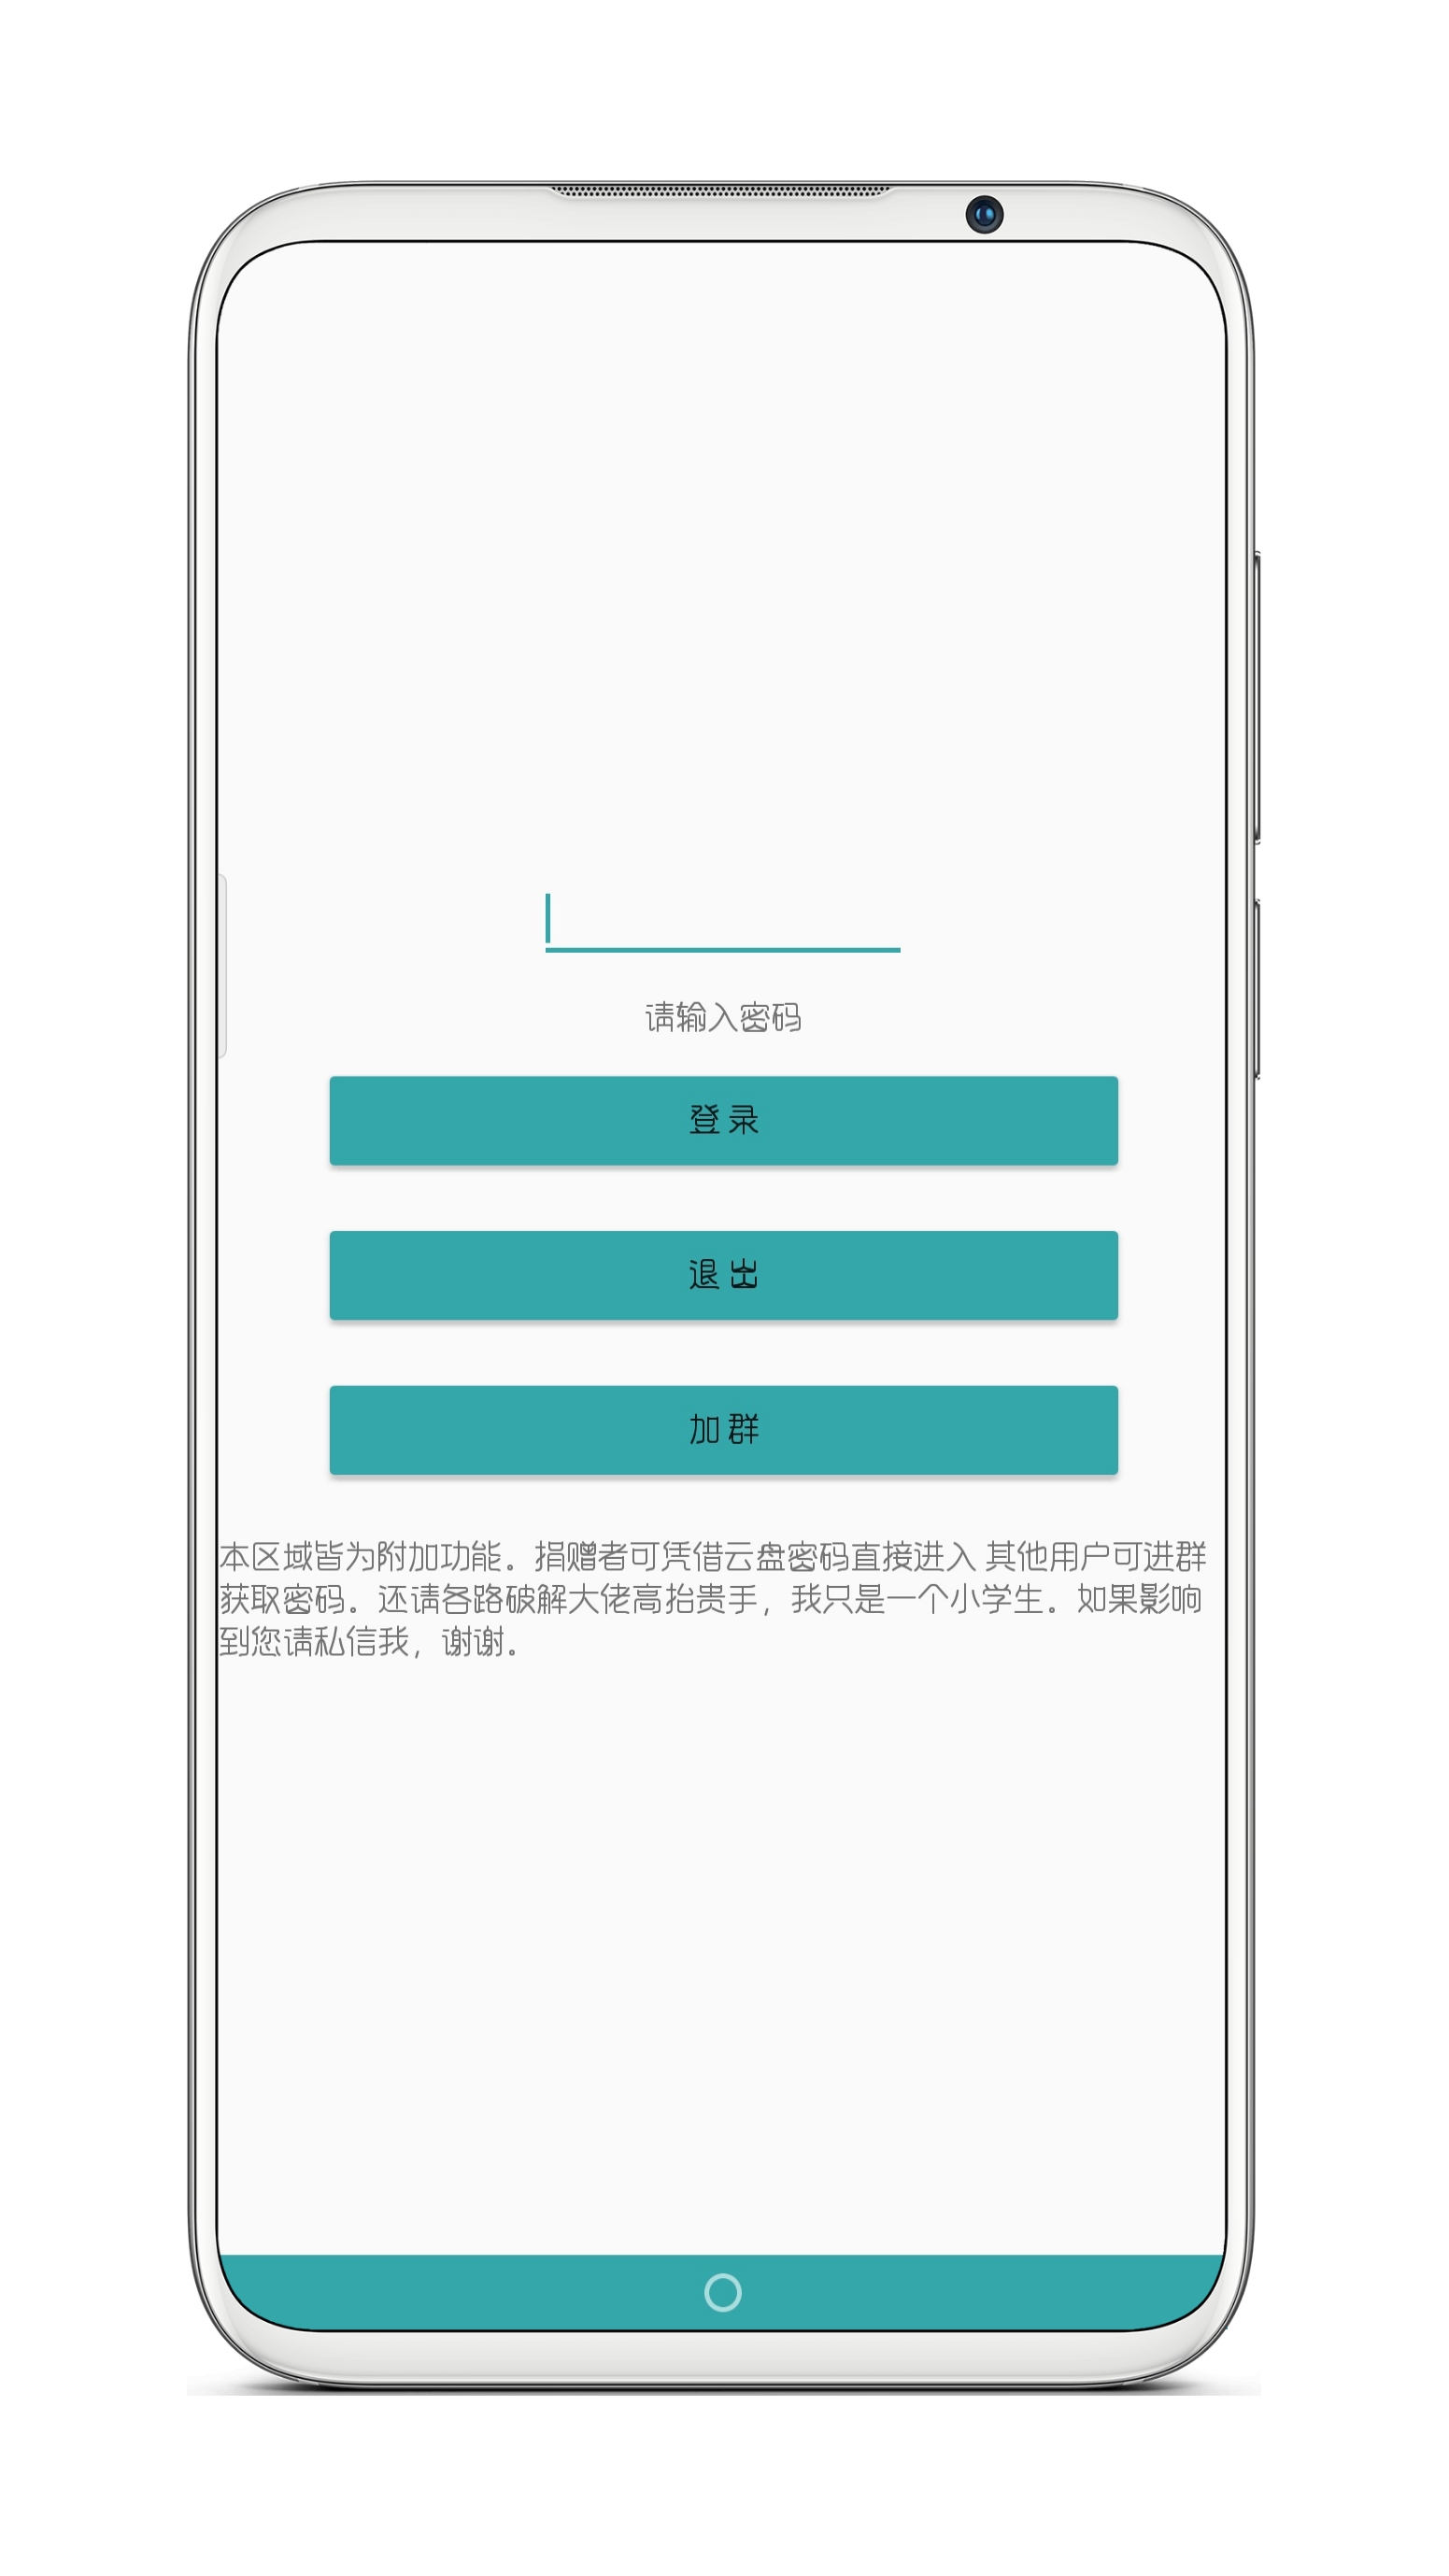 请输入密码
登录
退出
加群
本区域皆为附加功能。捐赠者可凭借云盘密码直接进入 其他用户可进群
获取密码。还请各路破解大佬高抬贵手，我只是一个小学生。如果影响
到您请私信我，谢谢。